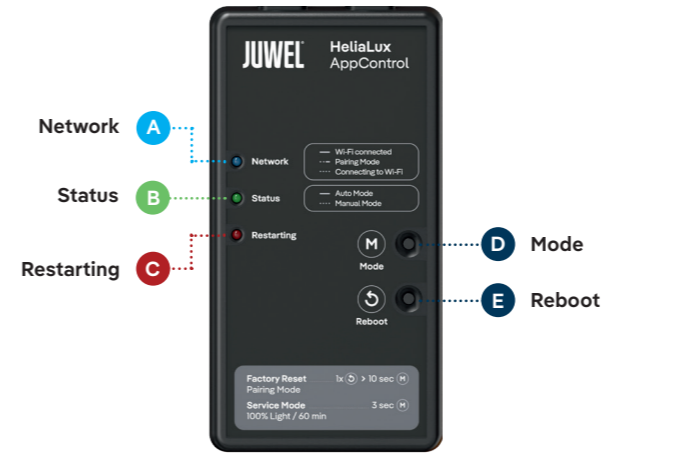 JUWEL
HeliaLux
AppControl
Network A
Network
Wi-Fi connected
Pairing Mode
Connecting to Wi-Fi
Status B
Status
Auto Mode
Manual Mode
Restarting C
Restarting
M
Mode
D Mode
Reboot
E Reboot
Factory Reset 1x > 10 sec M
Pairing Mode
Service Mode 3 sec M
100% Light / 60 min